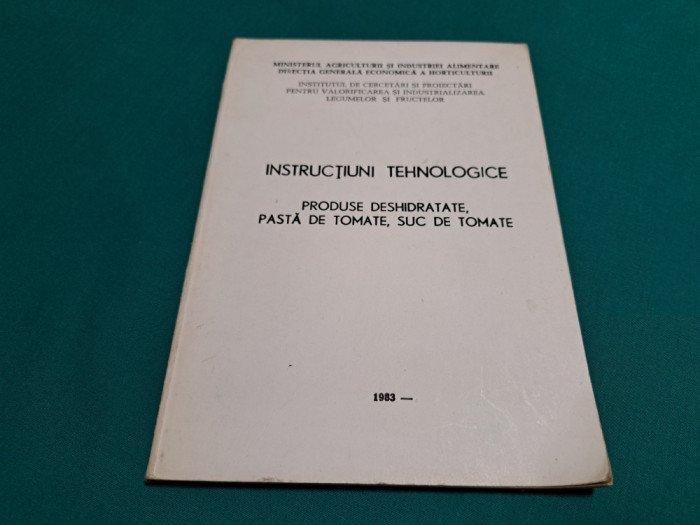 MINISTERUL AGRICULTURII ȘI INDUSTRIEI ALIMENTARE
DIRECȚIA GENERALĂ ECONOMICĂ A HORTICULTURII
INSTITUTUL DE CERCETĂRI ȘI PROIECTĂRI
PENTRU VALORIFICAREA ȘI INDUSTRIALIZAREA
LEGUMELOR ȘI FRUCTELOR
INSTRUCȚIUNI TEHNOLOGICE
PRODUSE DESHIDRATATE,
PASTĂ DE TOMATE, SUC DE TOMATE
1983 —